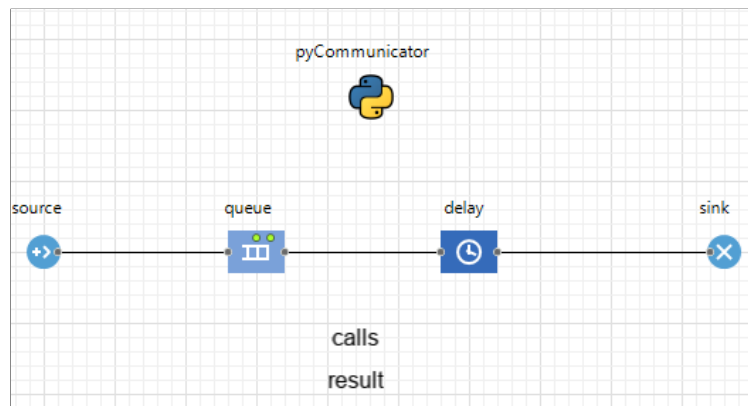 pyCommunicator
source
queue
delay
sink
calls
result